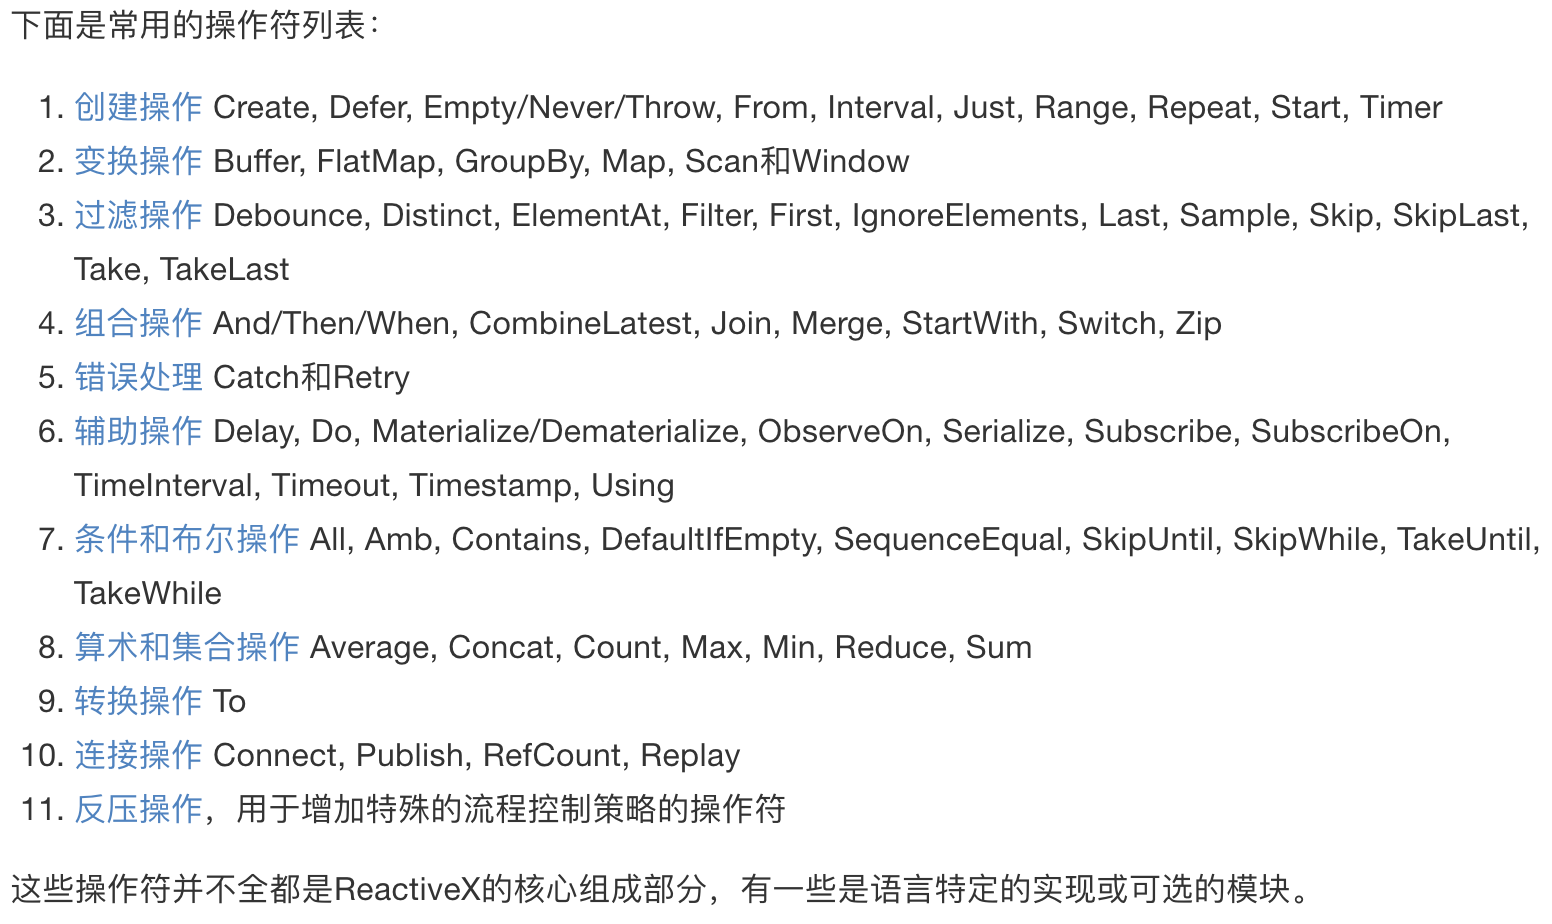 下面是常用的操作符列表：
1. 创建操作 Create, Defer, Empty/Never/Throw, From, Interval, Just, Range, Repeat, Start, Timer
2. 变换操作 Buffer, FlatMap, GroupBy, Map, Scan和Window
3. 过滤操作 Debounce, Distinct, ElementAt, Filter, First, IgnoreElements, Last, Sample, Skip, SkipLast,
Take, TakeLast
4. 组合操作 And/Then/When, CombineLatest, Join, Merge, StartWith, Switch, Zip
5. 错误处理 Catch和Retry
6. 辅助操作 Delay, Do, Materialize/Dematerialize, ObserveOn, Serialize, Subscribe, SubscribeOn,
TimeInterval, Timeout, Timestamp, Using
7. 条件和布尔操作 All, Amb, Contains, DefaultIfEmpty, SequenceEqual, SkipUntil, SkipWhile, TakeUntil,
TakeWhile
8. 算术和集合操作 Average, Concat, Count, Max, Min, Reduce, Sum
9. 转换操作 To
10. 连接操作 Connect, Publish, RefCount, Replay
11. 反压操作，用于增加特殊的流程控制策略的操作符
这些操作符并不全都是ReactiveX的核心组成部分，有一些是语言特定的实现或可选的模块。